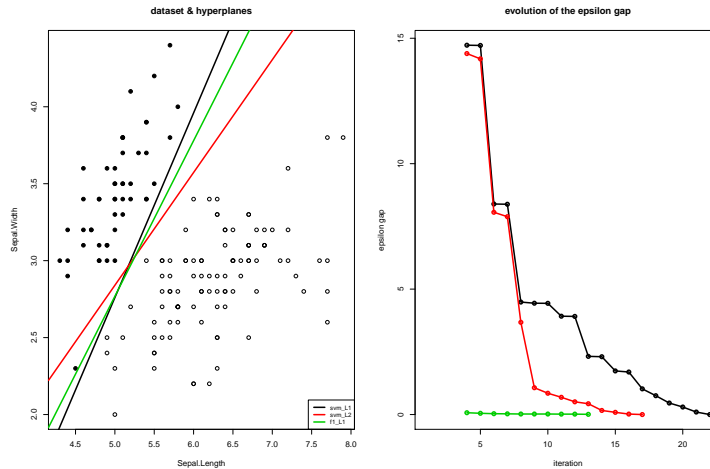 dataset & hyperplanes
Sepal.Width
4.0
3.5
3.0
2.5
2.0
4.5 5.0 5.5 6.0 6.5 7.0 7.5 8.0
Sepal.Length
svm_L1
svm_L2
f1_L1
evolution of the epsilon gap
epsilon gap
15
10
5
0
5 10 15 20
iteration